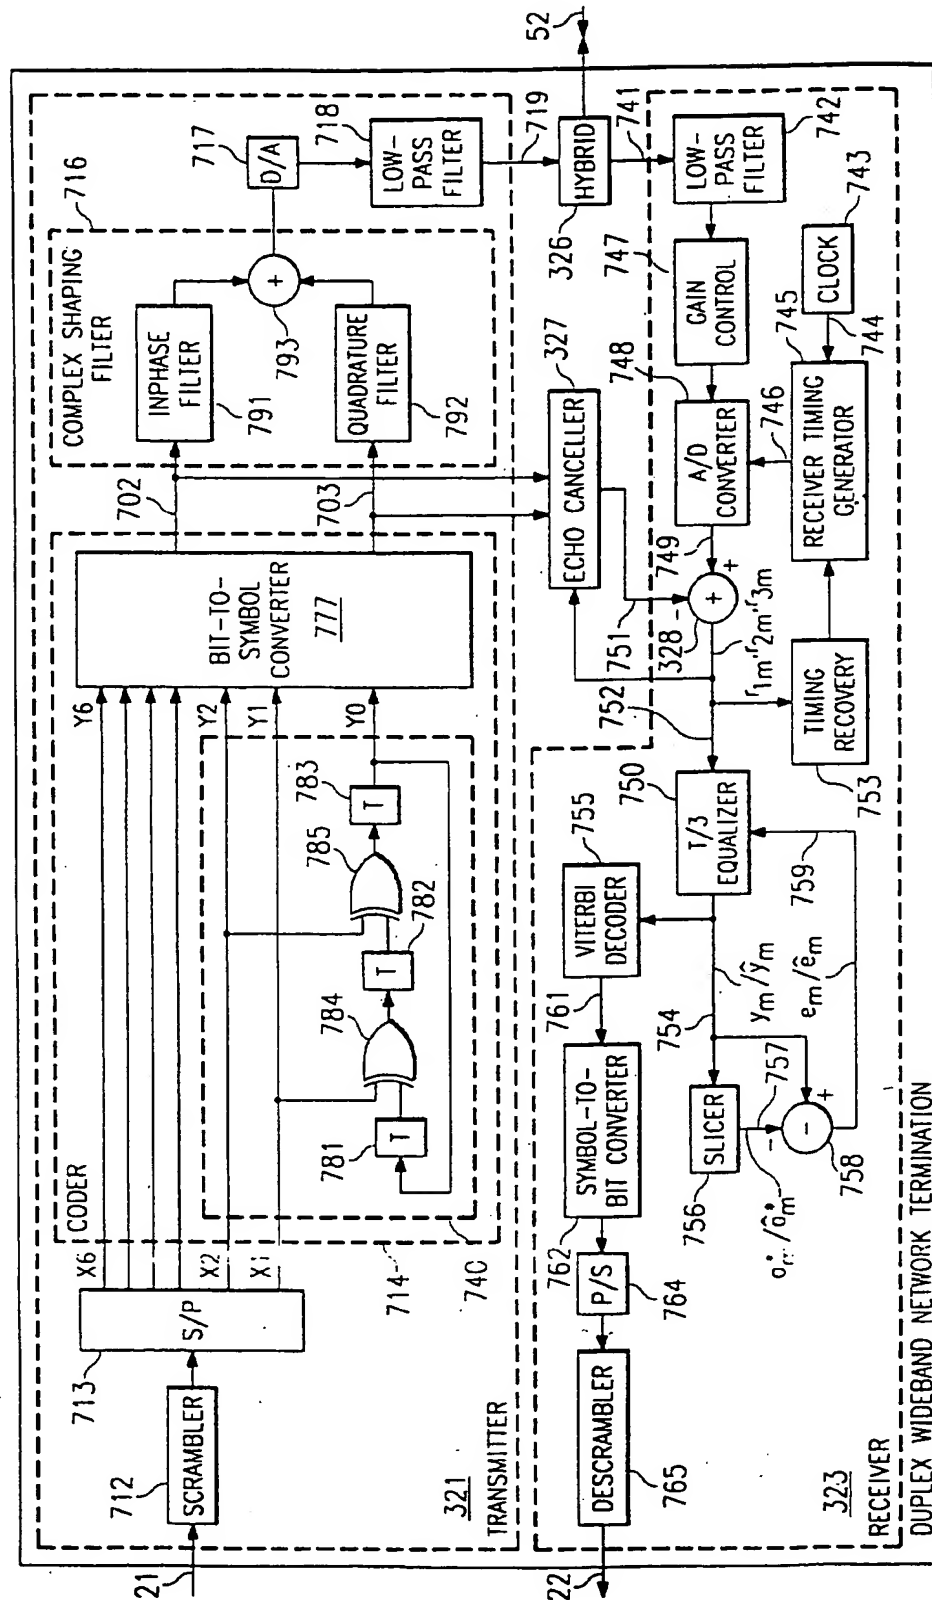 21
712
SCRAMBLER
713
S/P
X6
X2
X1
CODER
714
740
781
T
784
T
782
785
T
783
Y6
Y2
Y1
Y0
BIT-TO-
SYMBOL
CONVERTER
777
702
703
COMPLEX SHAPING
FILTER
716
INPHASE
FILTER
791
QUADRATURE
FILTER
792
+
793
D/A
717
LOW-
PASS
FILTER
718
719
321
TRANSMITTER
HYBRID
326
52
741
ECHO CANCELLER
327
751
LOW-
PASS
FILTER
742
GAIN
CONTROL
747
A/D
CONVERTER
748
749
CLOCK
743
744
RECEIVER TIMING
GENERATOR
745
746
+
+
-
328
r1m, r2m, r3m
752
TIMING
RECOVERY
753
T/3
EQUALIZER
750
759
VITERBI
DECODER
755
761
754
ym/ŷm
em/êm
SLICER
756
757
-
+
-
758
SYMBOL-TO-
BIT CONVERTER
762
P/S
764
DESCRAMBLER
765
22
323
RECEIVER
DUPLEX WIDEBAND NETWORK TERMINATION